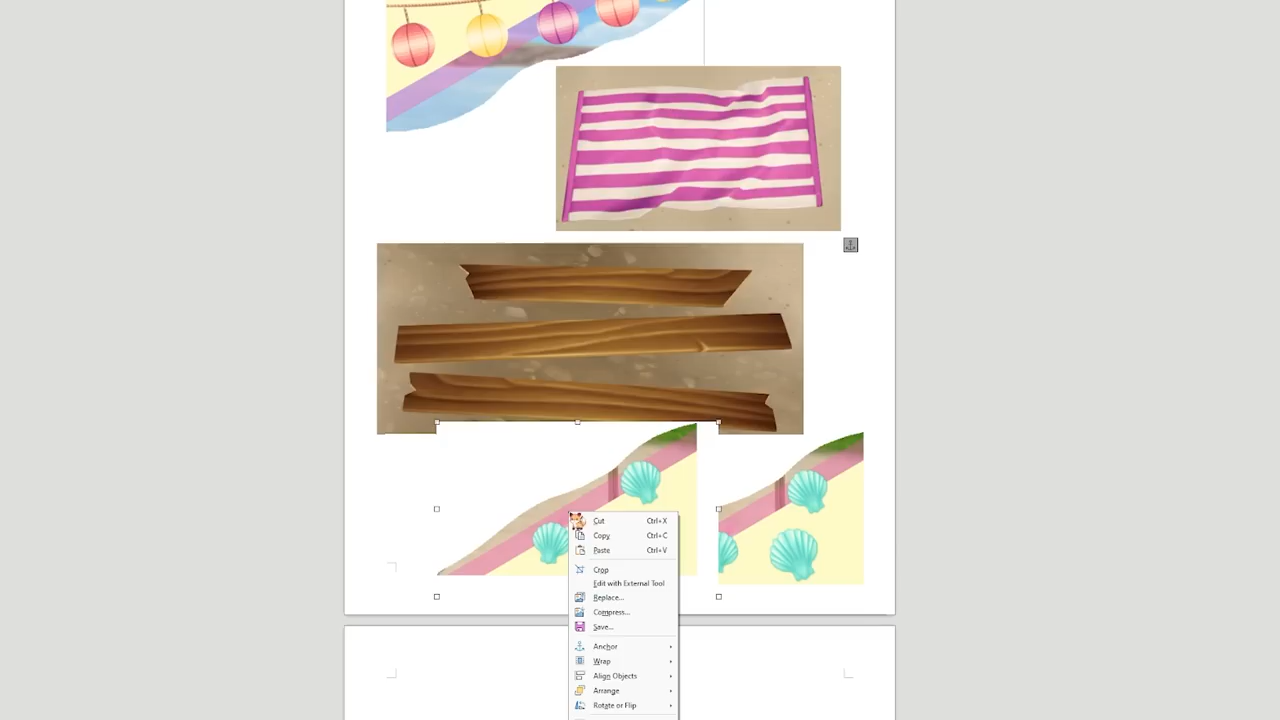 Cut Ctrl+X
Copy Ctrl+C
Paste Ctrl+V
Crop
Edit with External Tool
Replace...
Compress...
Save...
Anchor
Wrap
Align Objects
Arrange
Rotate or Flip